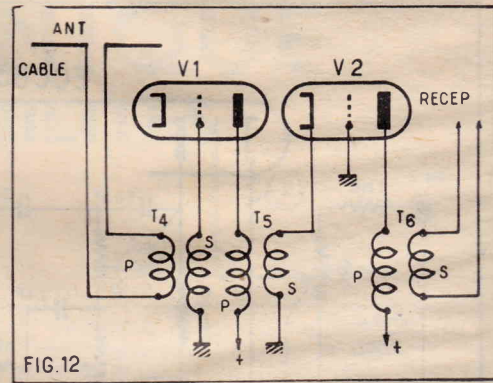 ANT
CABLE
V1
V2
RECEP
T4
T5
T6
P
S
P
S
P
S
+
+
FIG.12